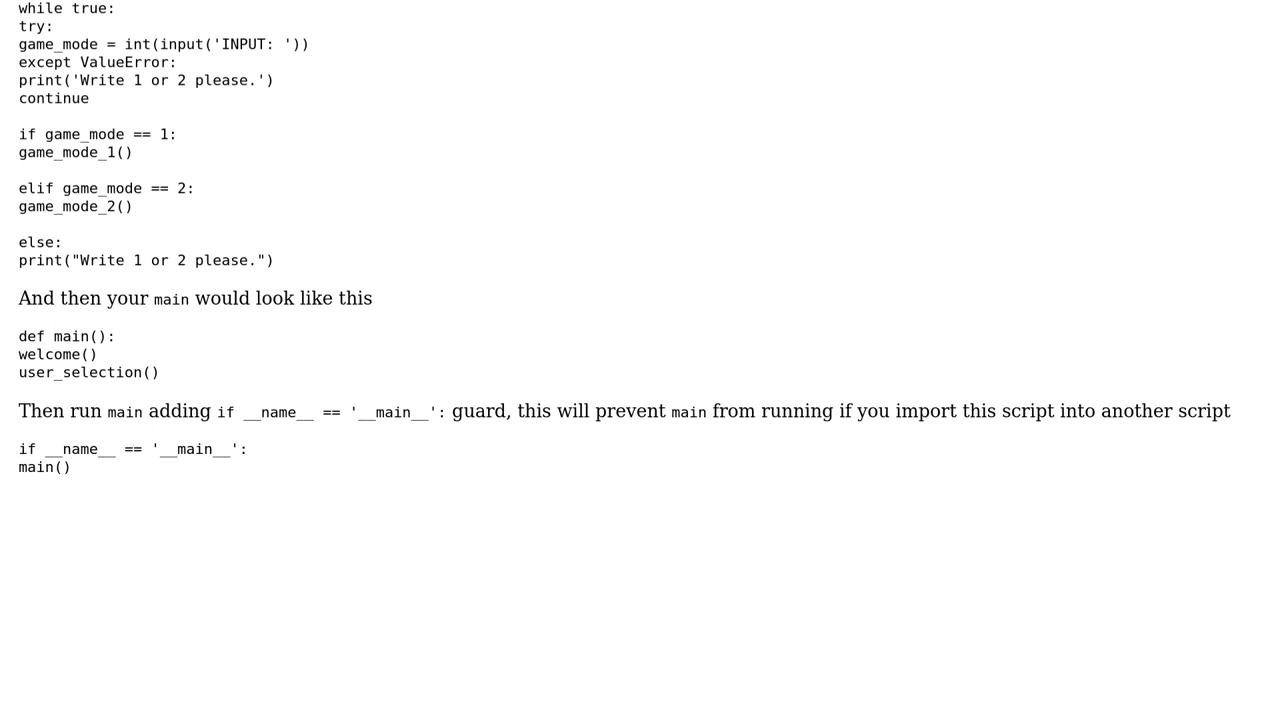 while true:
try:
game_mode = int(input('INPUT: '))
except ValueError:
print('Write 1 or 2 please.')
continue
if game_mode == 1:
game_mode_1()
elif game_mode == 2:
game_mode_2()
else:
print("Write 1 or 2 please.")
And then your main would look like this
def main():
welcome()
user_selection()
Then run main adding if __name__ == '__main__': guard, this will prevent main from running if you import this script into another script
if __name__ == '__main__':
main()